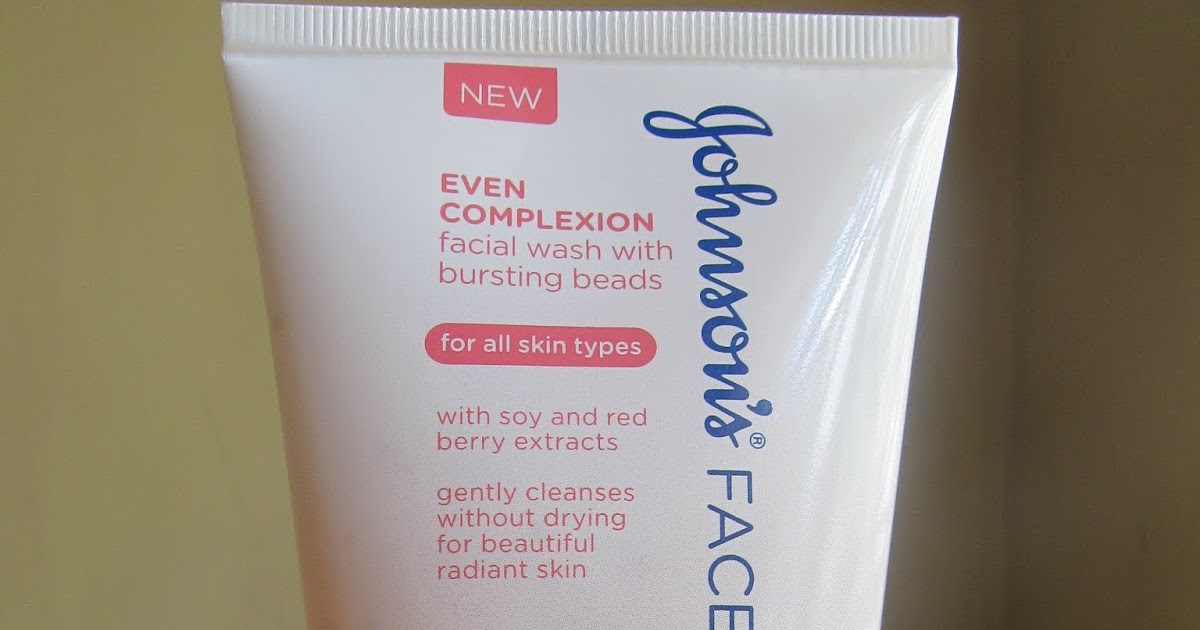 NEW
EVEN
COMPLEXION
facial wash with
bursting beads
for all skin types
with soy and red
berry extracts
gently cleanses
without drying
for beautiful
radiant skin
Johnson's® FACE